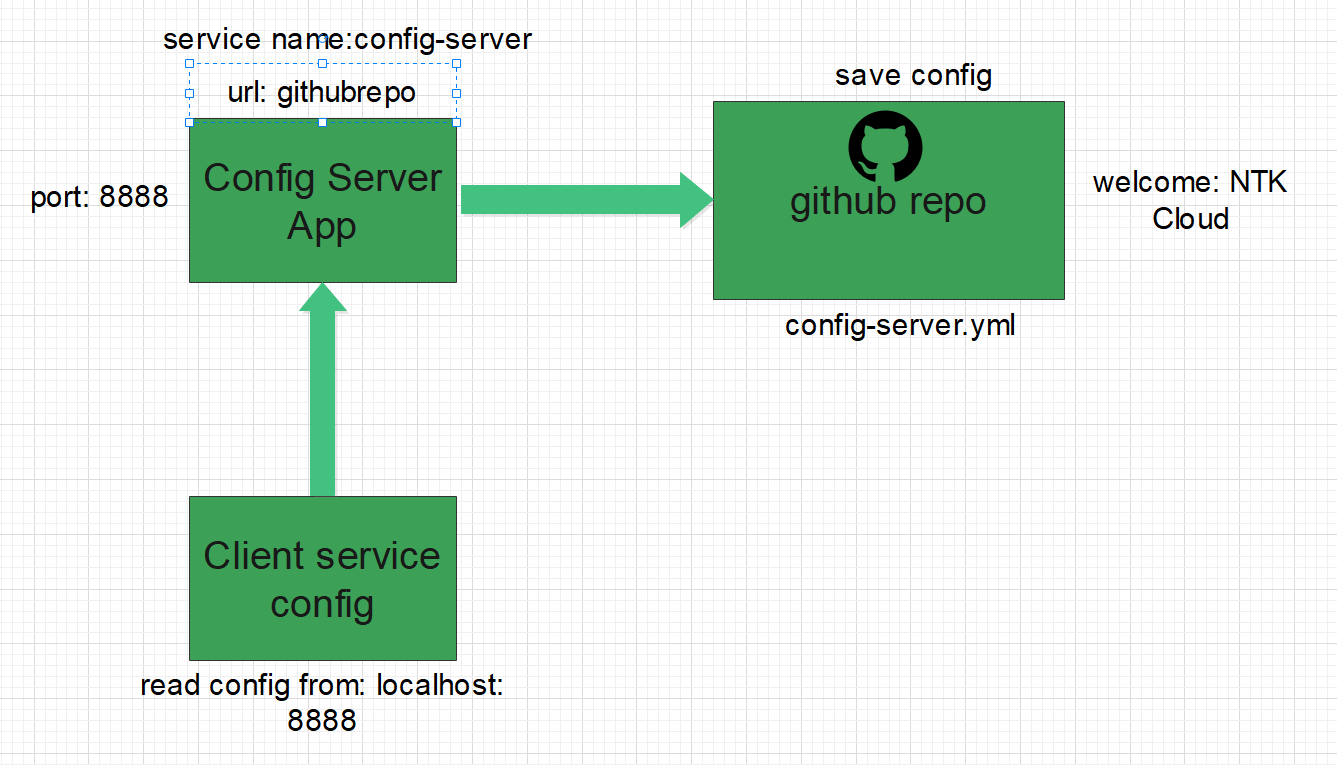 service name:config-server
url: githubrepo
Config Server
App
port: 8888
save config
github repo
welcome: NTK
Cloud
config-server.yml
Client service
config
read config from: localhost:
8888